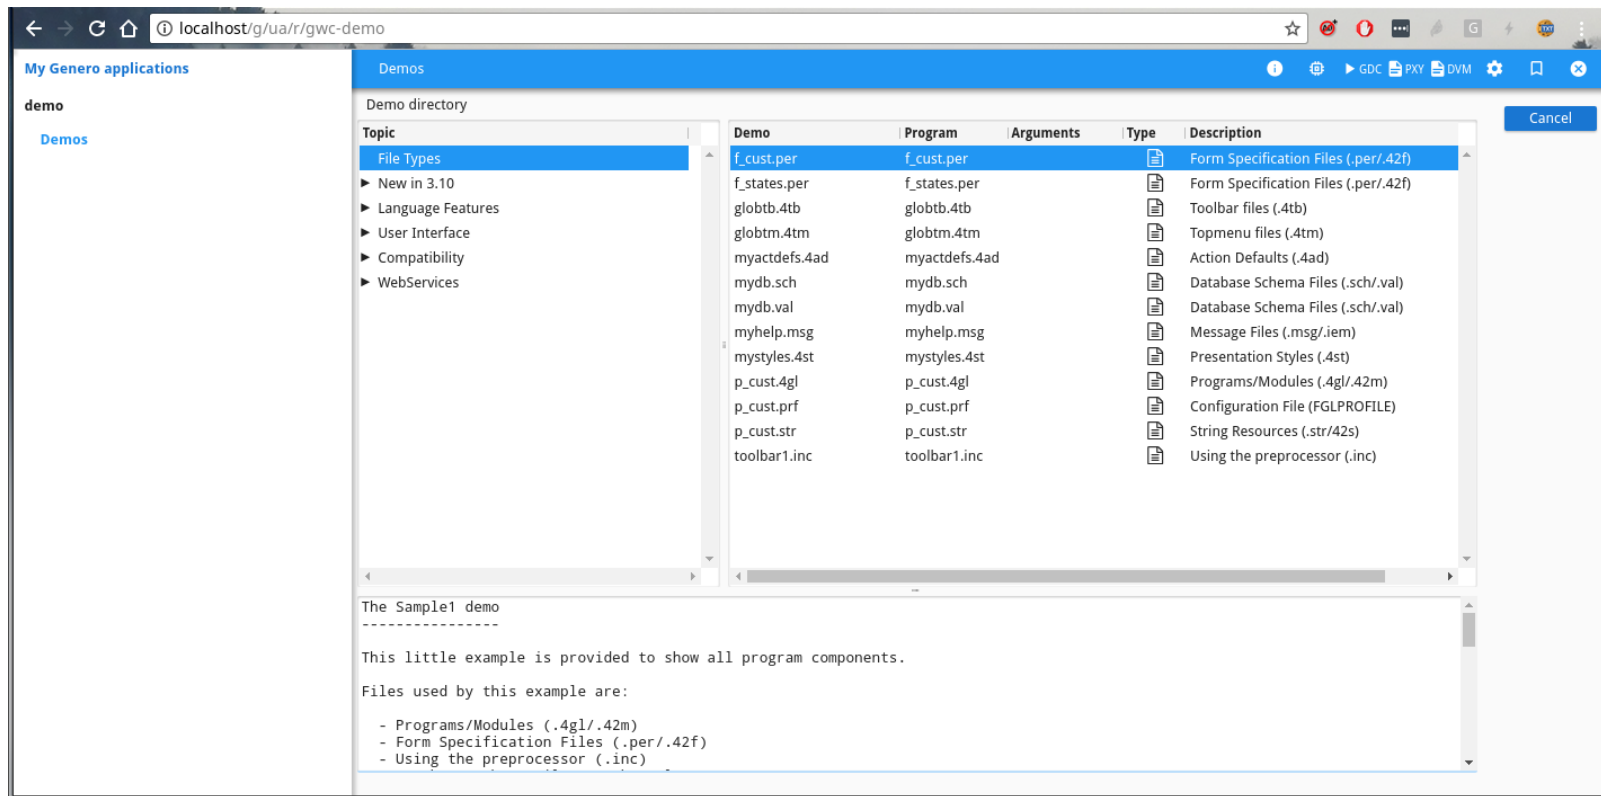 localhost/g/ua/r/gwc-demo
G
My Genero applications
demo
Demos
Demos
GDC PXY DVM
Demo directory
Cancel
Topic
File Types
New in 3.10
Language Features
User Interface
Compatibility
WebServices
Demo Program Arguments Type Description
f_cust.per f_cust.per Form Specification Files (.per/.42f)
f_states.per f_states.per Form Specification Files (.per/.42f)
globtb.4tb globtb.4tb Toolbar files (.4tb)
globtm.4tm globtm.4tm Topmenu files (.4tm)
myactdefs.4ad myactdefs.4ad Action Defaults (.4ad)
mydb.sch mydb.sch Database Schema Files (.sch/.val)
mydb.val mydb.val Database Schema Files (.sch/.val)
myhelp.msg myhelp.msg Message Files (.msg/.iem)
mystyles.4st mystyles.4st Presentation Styles (.4st)
p_cust.4gl p_cust.4gl Programs/Modules (.4gl/.42m)
p_cust.prf p_cust.prf Configuration File (FGLPROFILE)
p_cust.str p_cust.str String Resources (.str/42s)
toolbar1.inc toolbar1.inc Using the preprocessor (.inc)
The Sample1 demo
----------------
This little example is provided to show all program components.
Files used by this example are:
- Programs/Modules (.4gl/.42m)
- Form Specification Files (.per/.42f)
- Using the preprocessor (.inc)